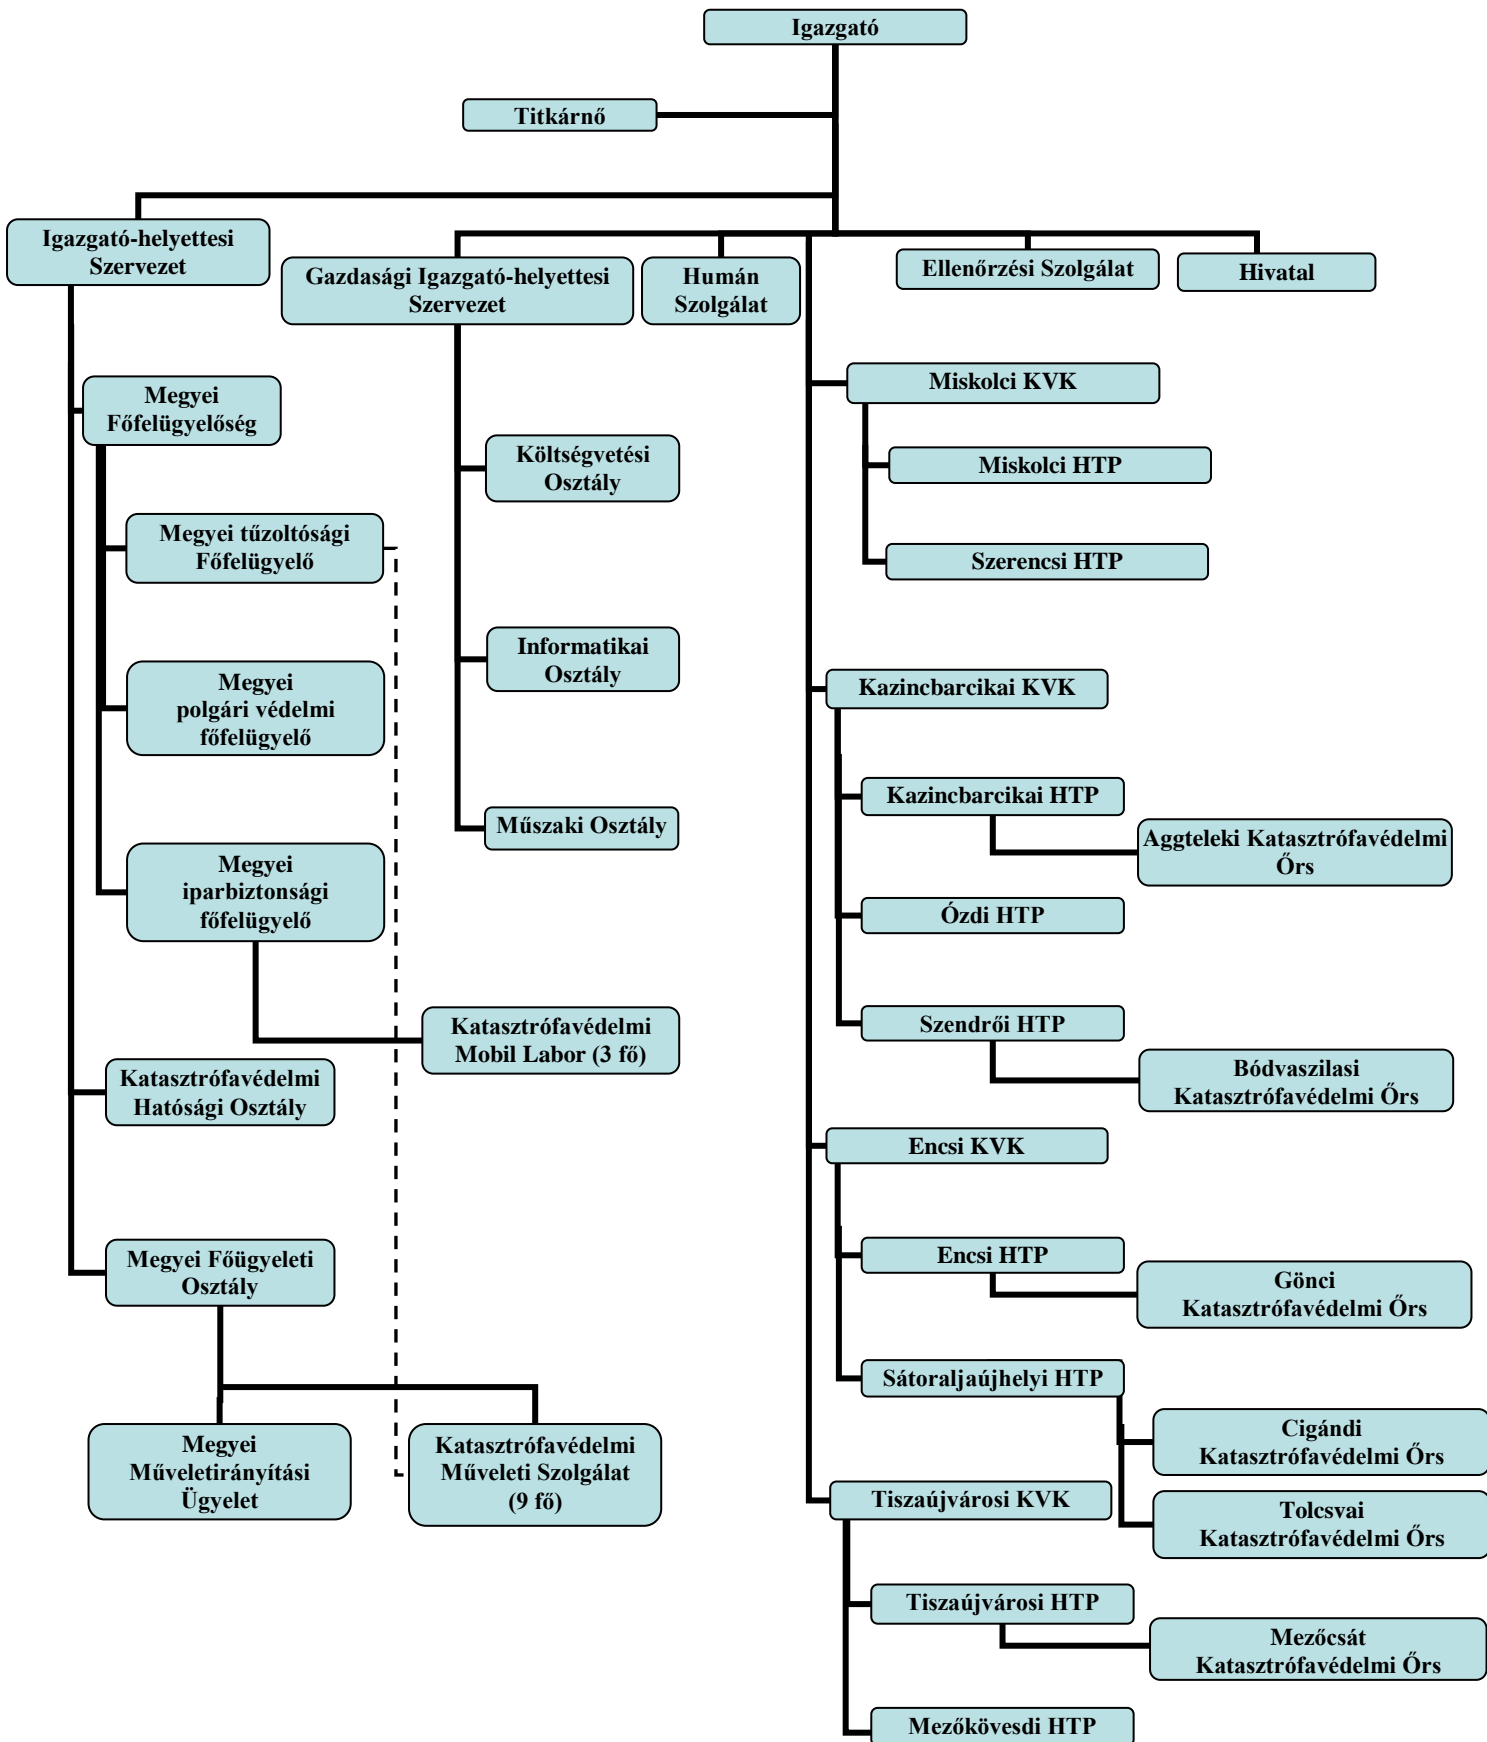 Igazgató
Titkárnő
Igazgató-helyettesi
Szervezet
Gazdasági Igazgató-helyettesi
Szervezet
Humán
Szolgálat
Ellenőrzési Szolgálat
Hivatal
Megyei
Főfelügyelőség
Megyei tűzoltósági
Főfelügyelő
Megyei
polgári védelmi
főfelügyelő
Megyei
iparbiztonsági
főfelügyelő
Katasztrófavédelmi
Mobil Labor (3 fő)
Katasztrófavédelmi
Hatósági Osztály
Megyei Főügyeleti
Osztály
Megyei
Műveletirányítási
Ügyelet
Katasztrófavédelmi
Műveleti Szolgálat
(9 fő)
Költségvetési
Osztály
Informatikai
Osztály
Műszaki Osztály
Miskolci KVK
Miskolci HTP
Szerencsi HTP
Kazincbarcikai KVK
Kazincbarcikai HTP
Aggteleki Katasztrófavédelmi
Őrs
Ózdi HTP
Szendrői HTP
Bódvaszilasi
Katasztrófavédelmi Őrs
Encsi KVK
Encsi HTP
Gönci
Katasztrófavédelmi Őrs
Sátoraljaújhelyi HTP
Cigándi
Katasztrófavédelmi Őrs
Tolcsvai
Katasztrófavédelmi Őrs
Tiszaújvárosi KVK
Tiszaújvárosi HTP
Mezőcsát
Katasztrófavédelmi Őrs
Mezőkövesdi HTP